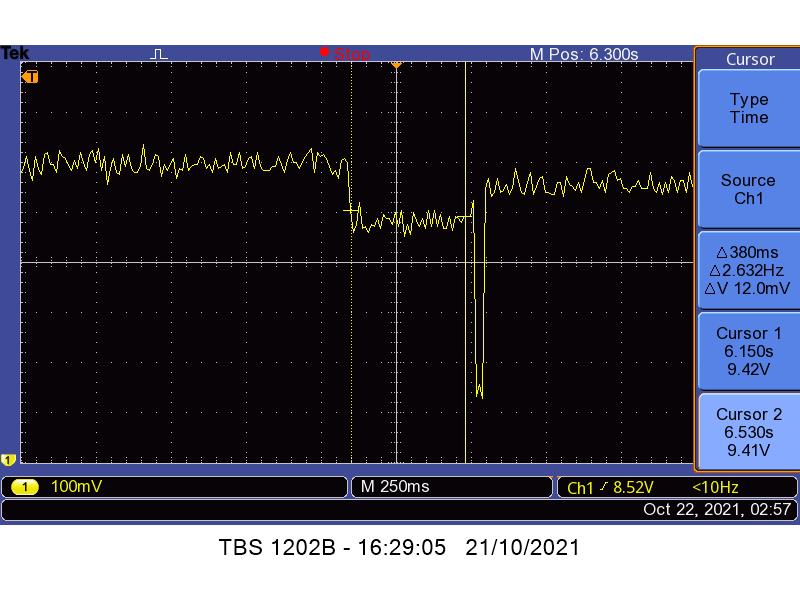 Tek Stop M Pos: 6.300s Cursor
T
Type
Time
Source
Ch1
△380ms
△2.632Hz
△V 12.0mV
Cursor 1
6.150s
9.42V
Cursor 2
6.530s
9.41V
1
1 100mV M 250ms Ch1 8.52V <10Hz
Oct 22, 2021, 02:57
TBS 1202B - 16:29:05 21/10/2021